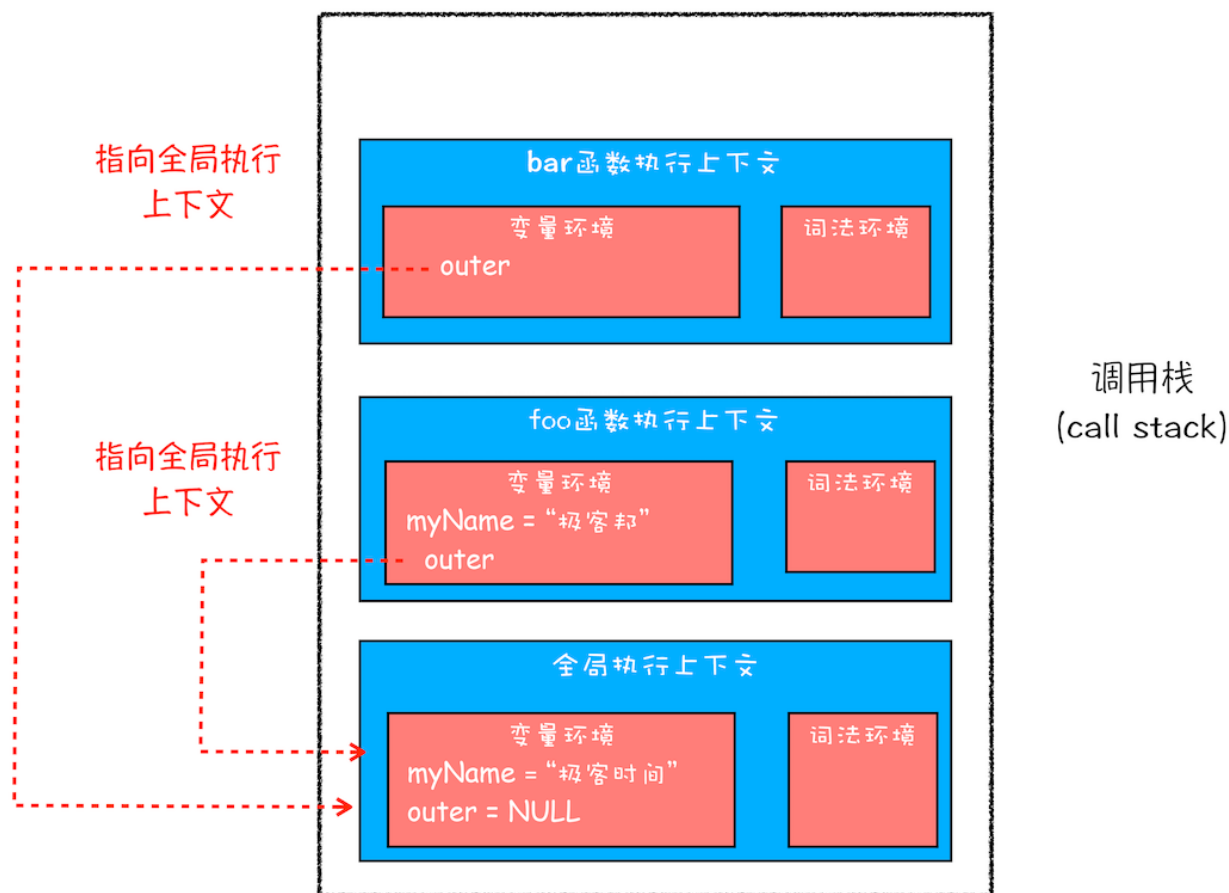 指向全局执行
上下文
bar函数执行上下文
变量环境
outer
词法环境
调用栈
(call stack)
指向全局执行
上下文
foo函数执行上下文
变量环境
myName = “极客邦”
outer
词法环境
全局执行上下文
变量环境
myName = “极客时间”
outer = NULL
词法环境